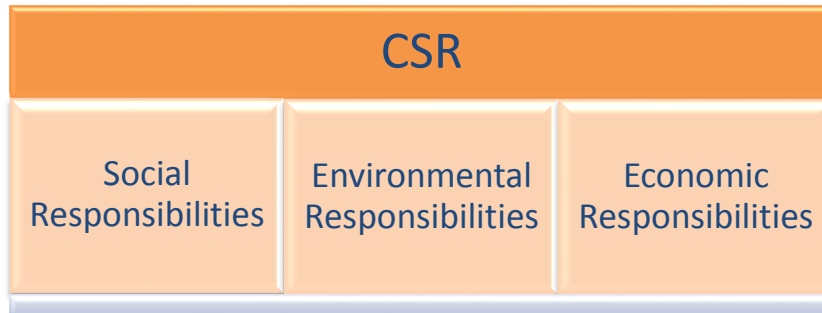 CSR
Social
Responsibilities
Environmental
Responsibilities
Economic
Responsibilities